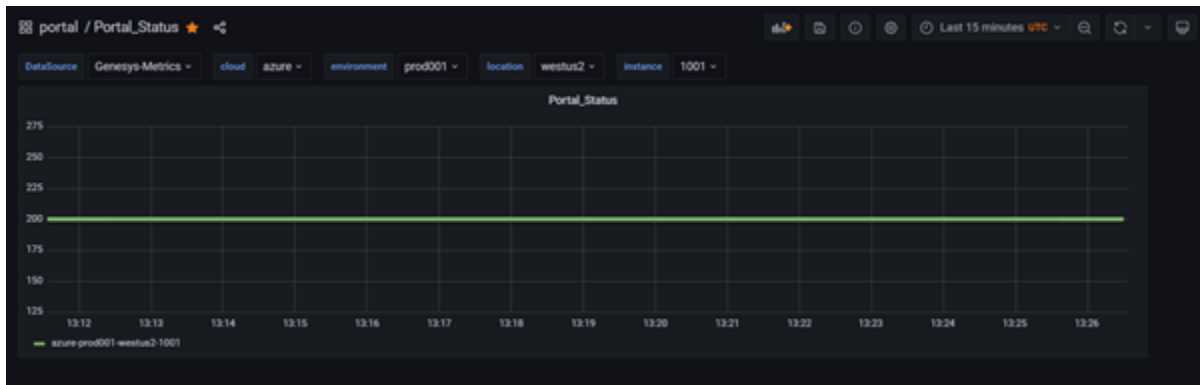 portal / Portal_Status
Last 15 minutes UTC
DataSource Genesys-Metrics cloud azure environment prod001 location westus2 instance 1001
Portal_Status
275
250
225
200
175
150
125
13:12 13:13 13:14 13:15 13:16 13:17 13:18 13:19 13:20 13:21 13:22 13:23 13:24 13:25 13:26
azure-prod001-westus2-1001